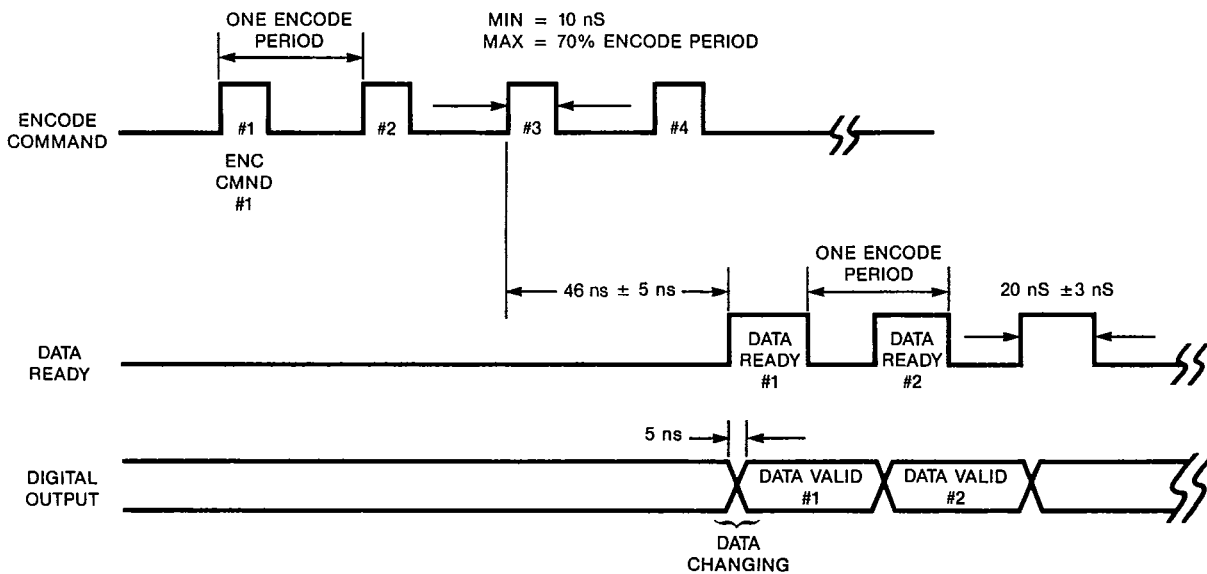 ONE ENCODE
PERIOD
MIN = 10 nS
MAX = 70% ENCODE PERIOD
ENCODE
COMMAND
#1
#2
#3
#4
ENC
CMND
#1
46 ns ± 5 ns
ONE ENCODE
PERIOD
20 nS ±3 nS
DATA
READY
DATA
READY
#1
DATA
READY
#2
5 ns
DIGITAL
OUTPUT
DATA VALID
#1
DATA VALID
#2
DATA
CHANGING